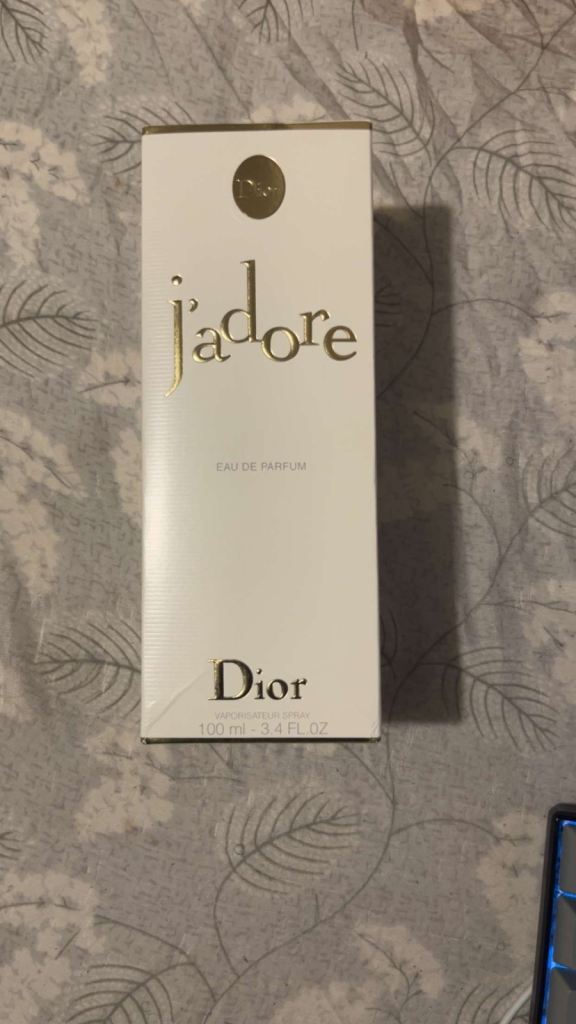 Dior
j'adore
EAU DE PARFUM
Dior
VAPORISATEUR SPRAY
100 ml - 3.4 FL.OZ